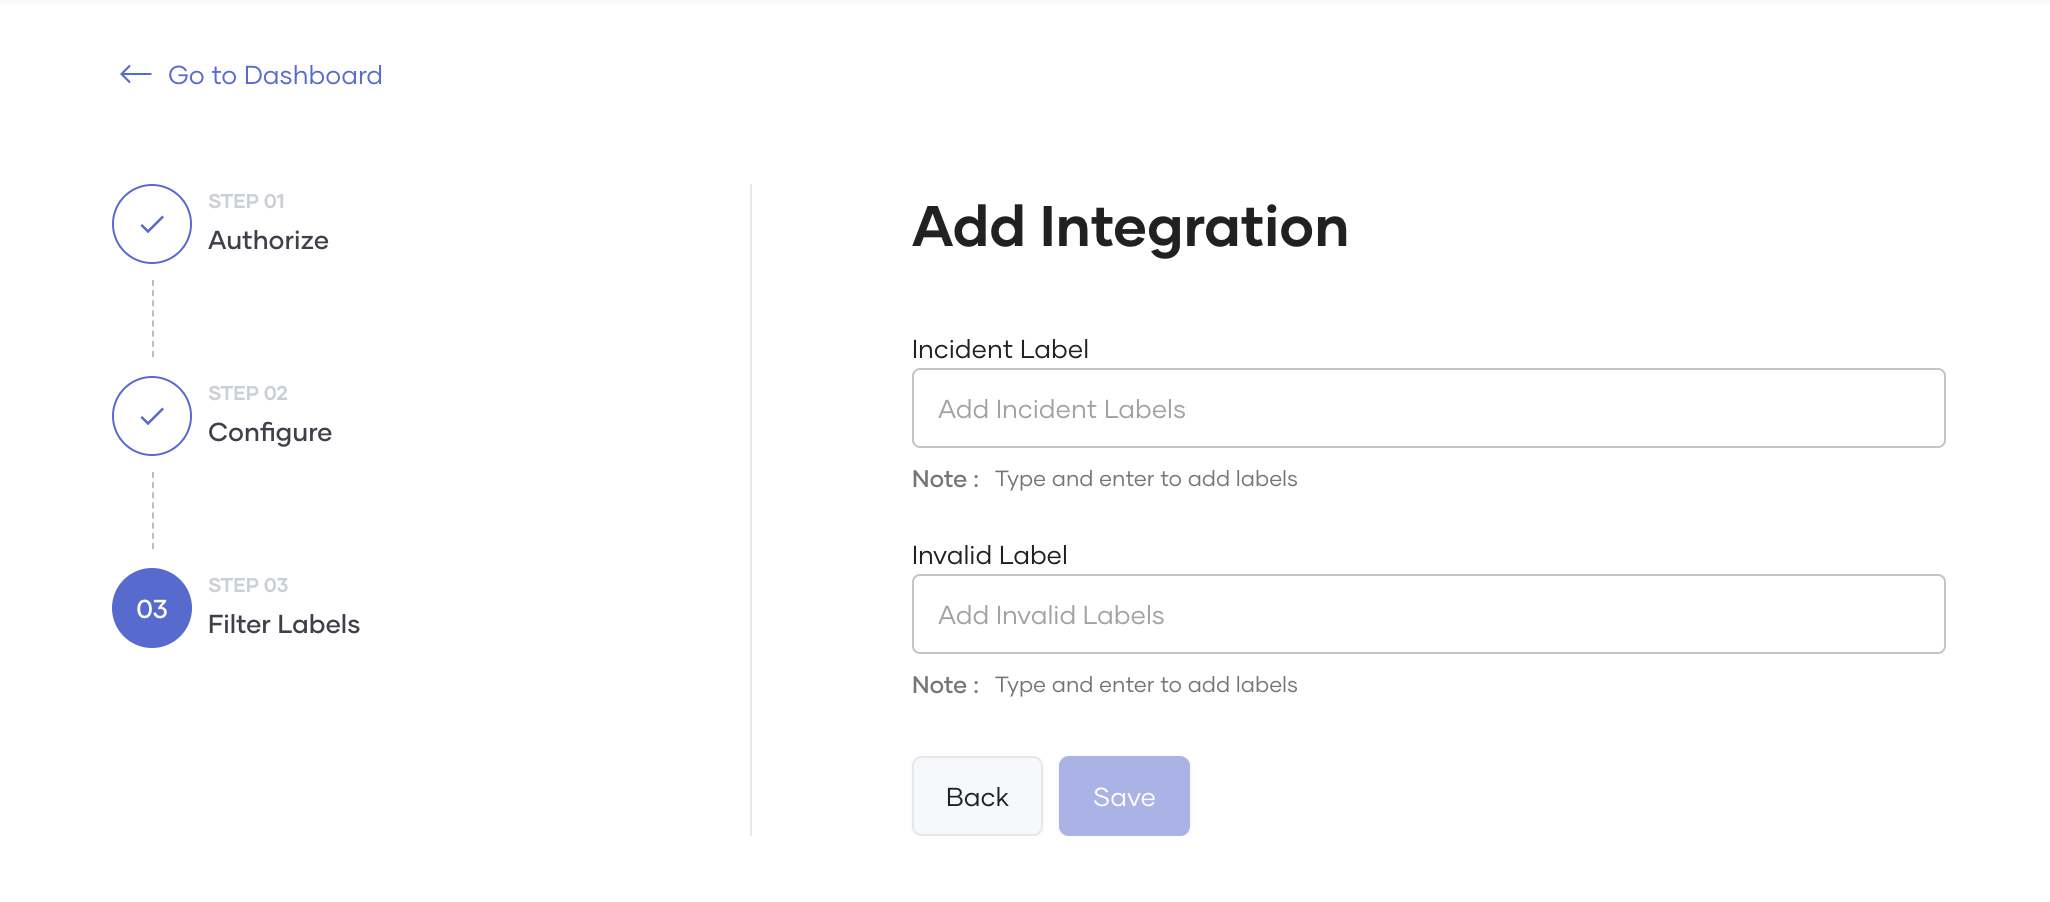 Go to Dashboard
STEP 01
Authorize
STEP 02
Configure
03
STEP 03
Filter Labels
Add Integration
Incident Label
Add Incident Labels
Note : Type and enter to add labels
Invalid Label
Add Invalid Labels
Note : Type and enter to add labels
Back
Save